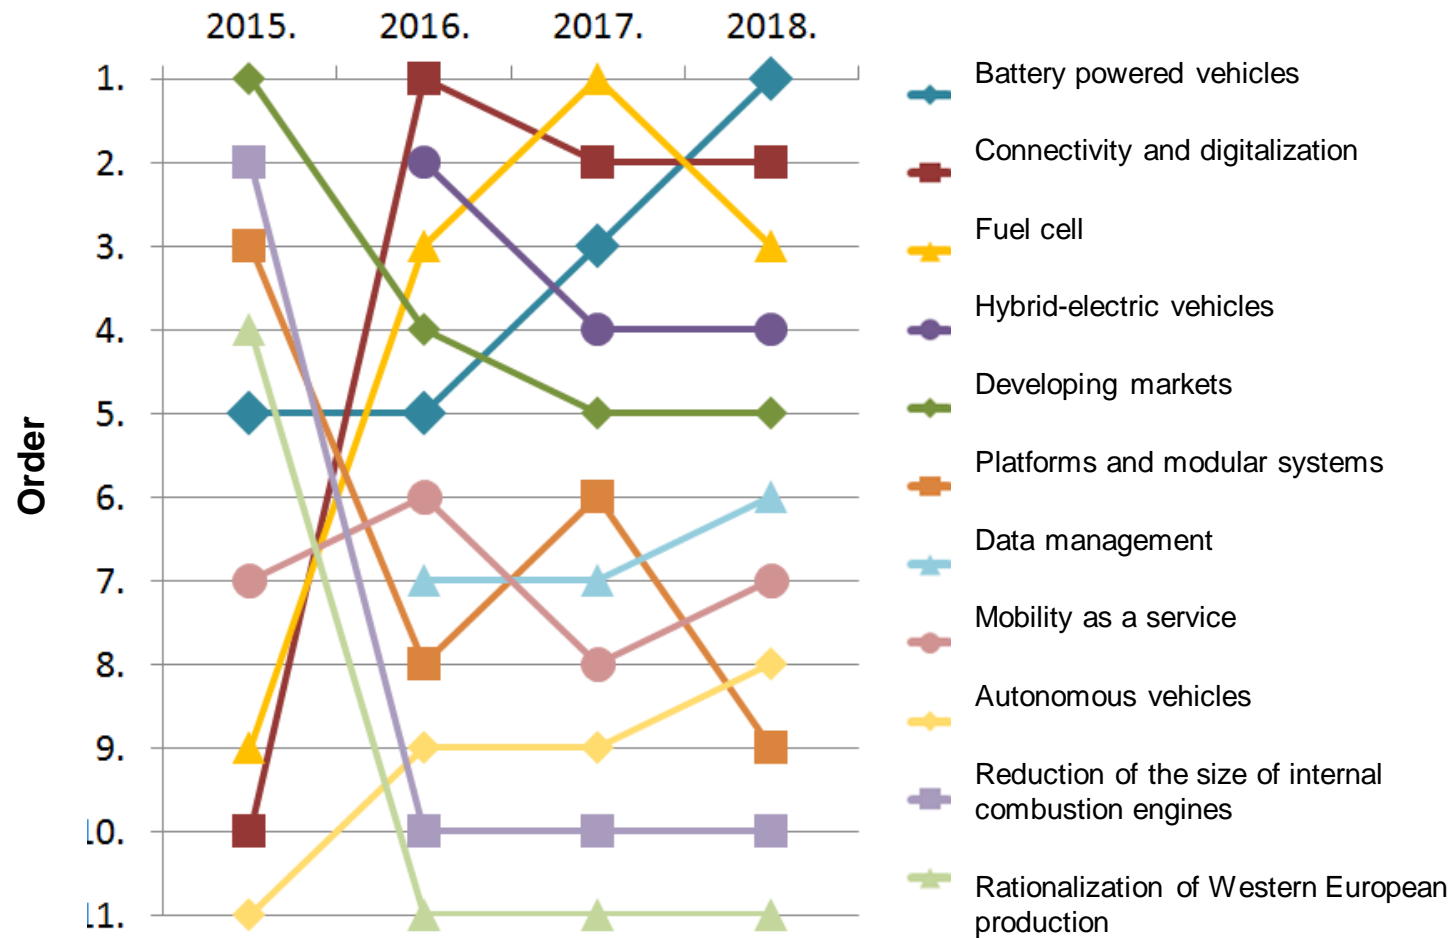 2015. 2016. 2017. 2018.
1.
2.
3.
4.
5.
6.
7.
8.
9.
10.
11.
Order
Battery powered vehicles
Connectivity and digitalization
Fuel cell
Hybrid-electric vehicles
Developing markets
Platforms and modular systems
Data management
Mobility as a service
Autonomous vehicles
Reduction of the size of internal
combustion engines
Rationalization of Western European
production